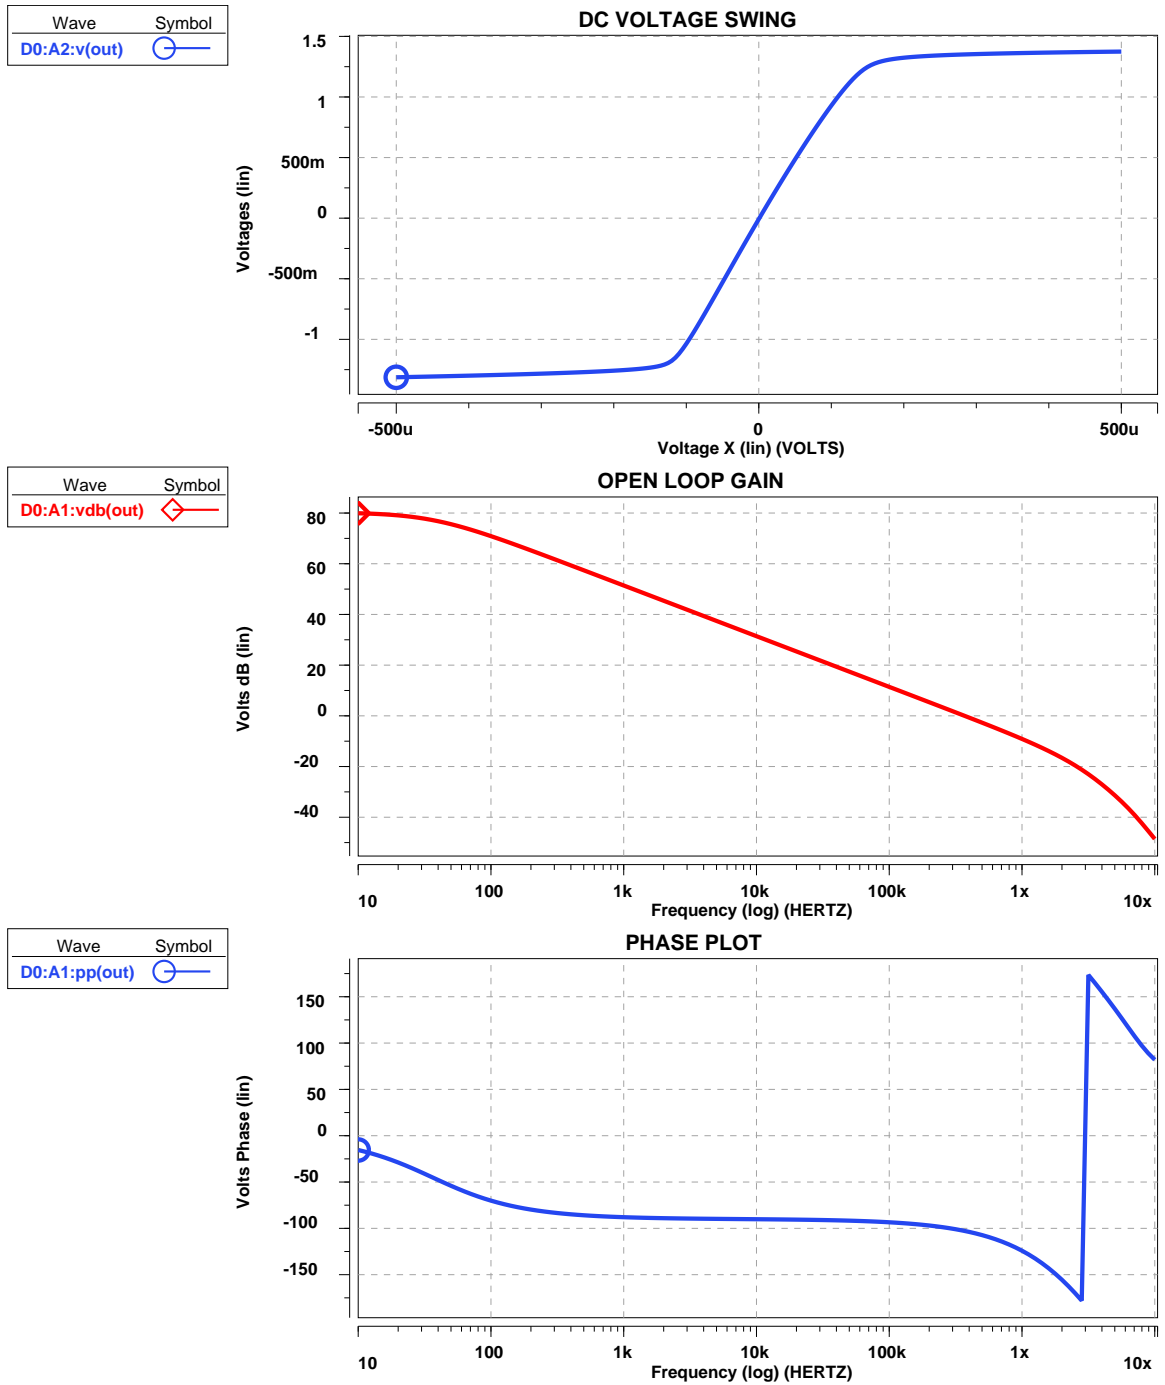 DC VOLTAGE SWING
Wave Symbol
D0:A2:v(out)
Voltages (lin)
1.5
1
500m
0
-500m
-1
-500u 0 500u
Voltage X (lin) (VOLTS)
OPEN LOOP GAIN
Wave Symbol
D0:A1:vdb(out)
Volts dB (lin)
80
60
40
20
0
-20
-40
10 100 1k 10k 100k 1x 10x
Frequency (log) (HERTZ)
PHASE PLOT
Wave Symbol
D0:A1:pp(out)
Volts Phase (lin)
150
100
50
0
-50
-100
-150
10 100 1k 10k 100k 1x 10x
Frequency (log) (HERTZ)